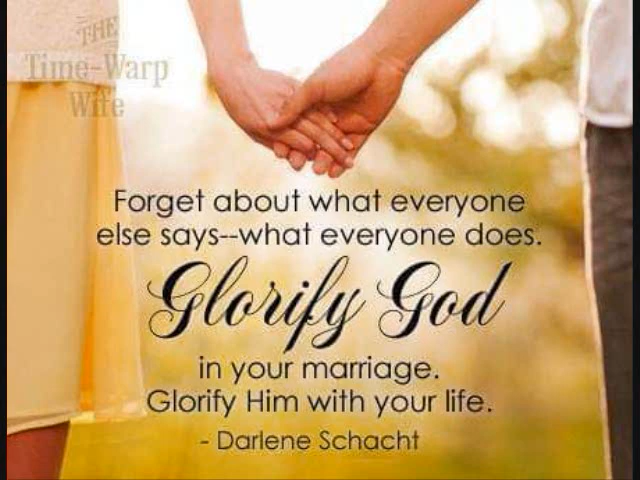 THE
Time-Warp
Wife
Forget about what everyone
else says--what everyone does.
Glorify God
in your marriage.
Glorify Him with your life.
- Darlene Schacht